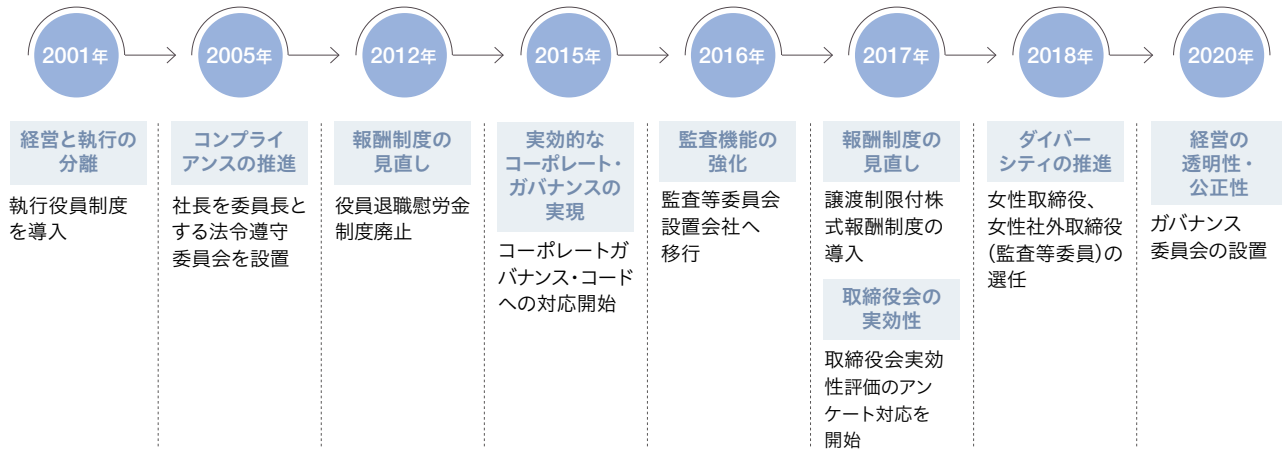 2001年
2005年
2012年
2015年
2016年
2017年
2018年
2020年
経営と執行の
分離
執行役員制度
を導入
コンプライ
アンスの推進
社長を委員長と
する法令遵守
委員会を設置
報酬制度の
見直し
役員退職慰労金
制度廃止
実効的な
コーポレート・
ガバナンスの
実現
コーポレートガ
バナンス・コード
への対応開始
監査機能の
強化
監査等委員会
設置会社へ
移行
報酬制度の
見直し
譲渡制限付株
式報酬制度の
導入
取締役会の
実効性
取締役会実効
性評価のアン
ケート対応を
開始
ダイバー
シティの推進
女性取締役、
女性社外取締役
(監査等委員)の
選任
経営の
透明性・
公正性
ガバナンス
委員会の設置